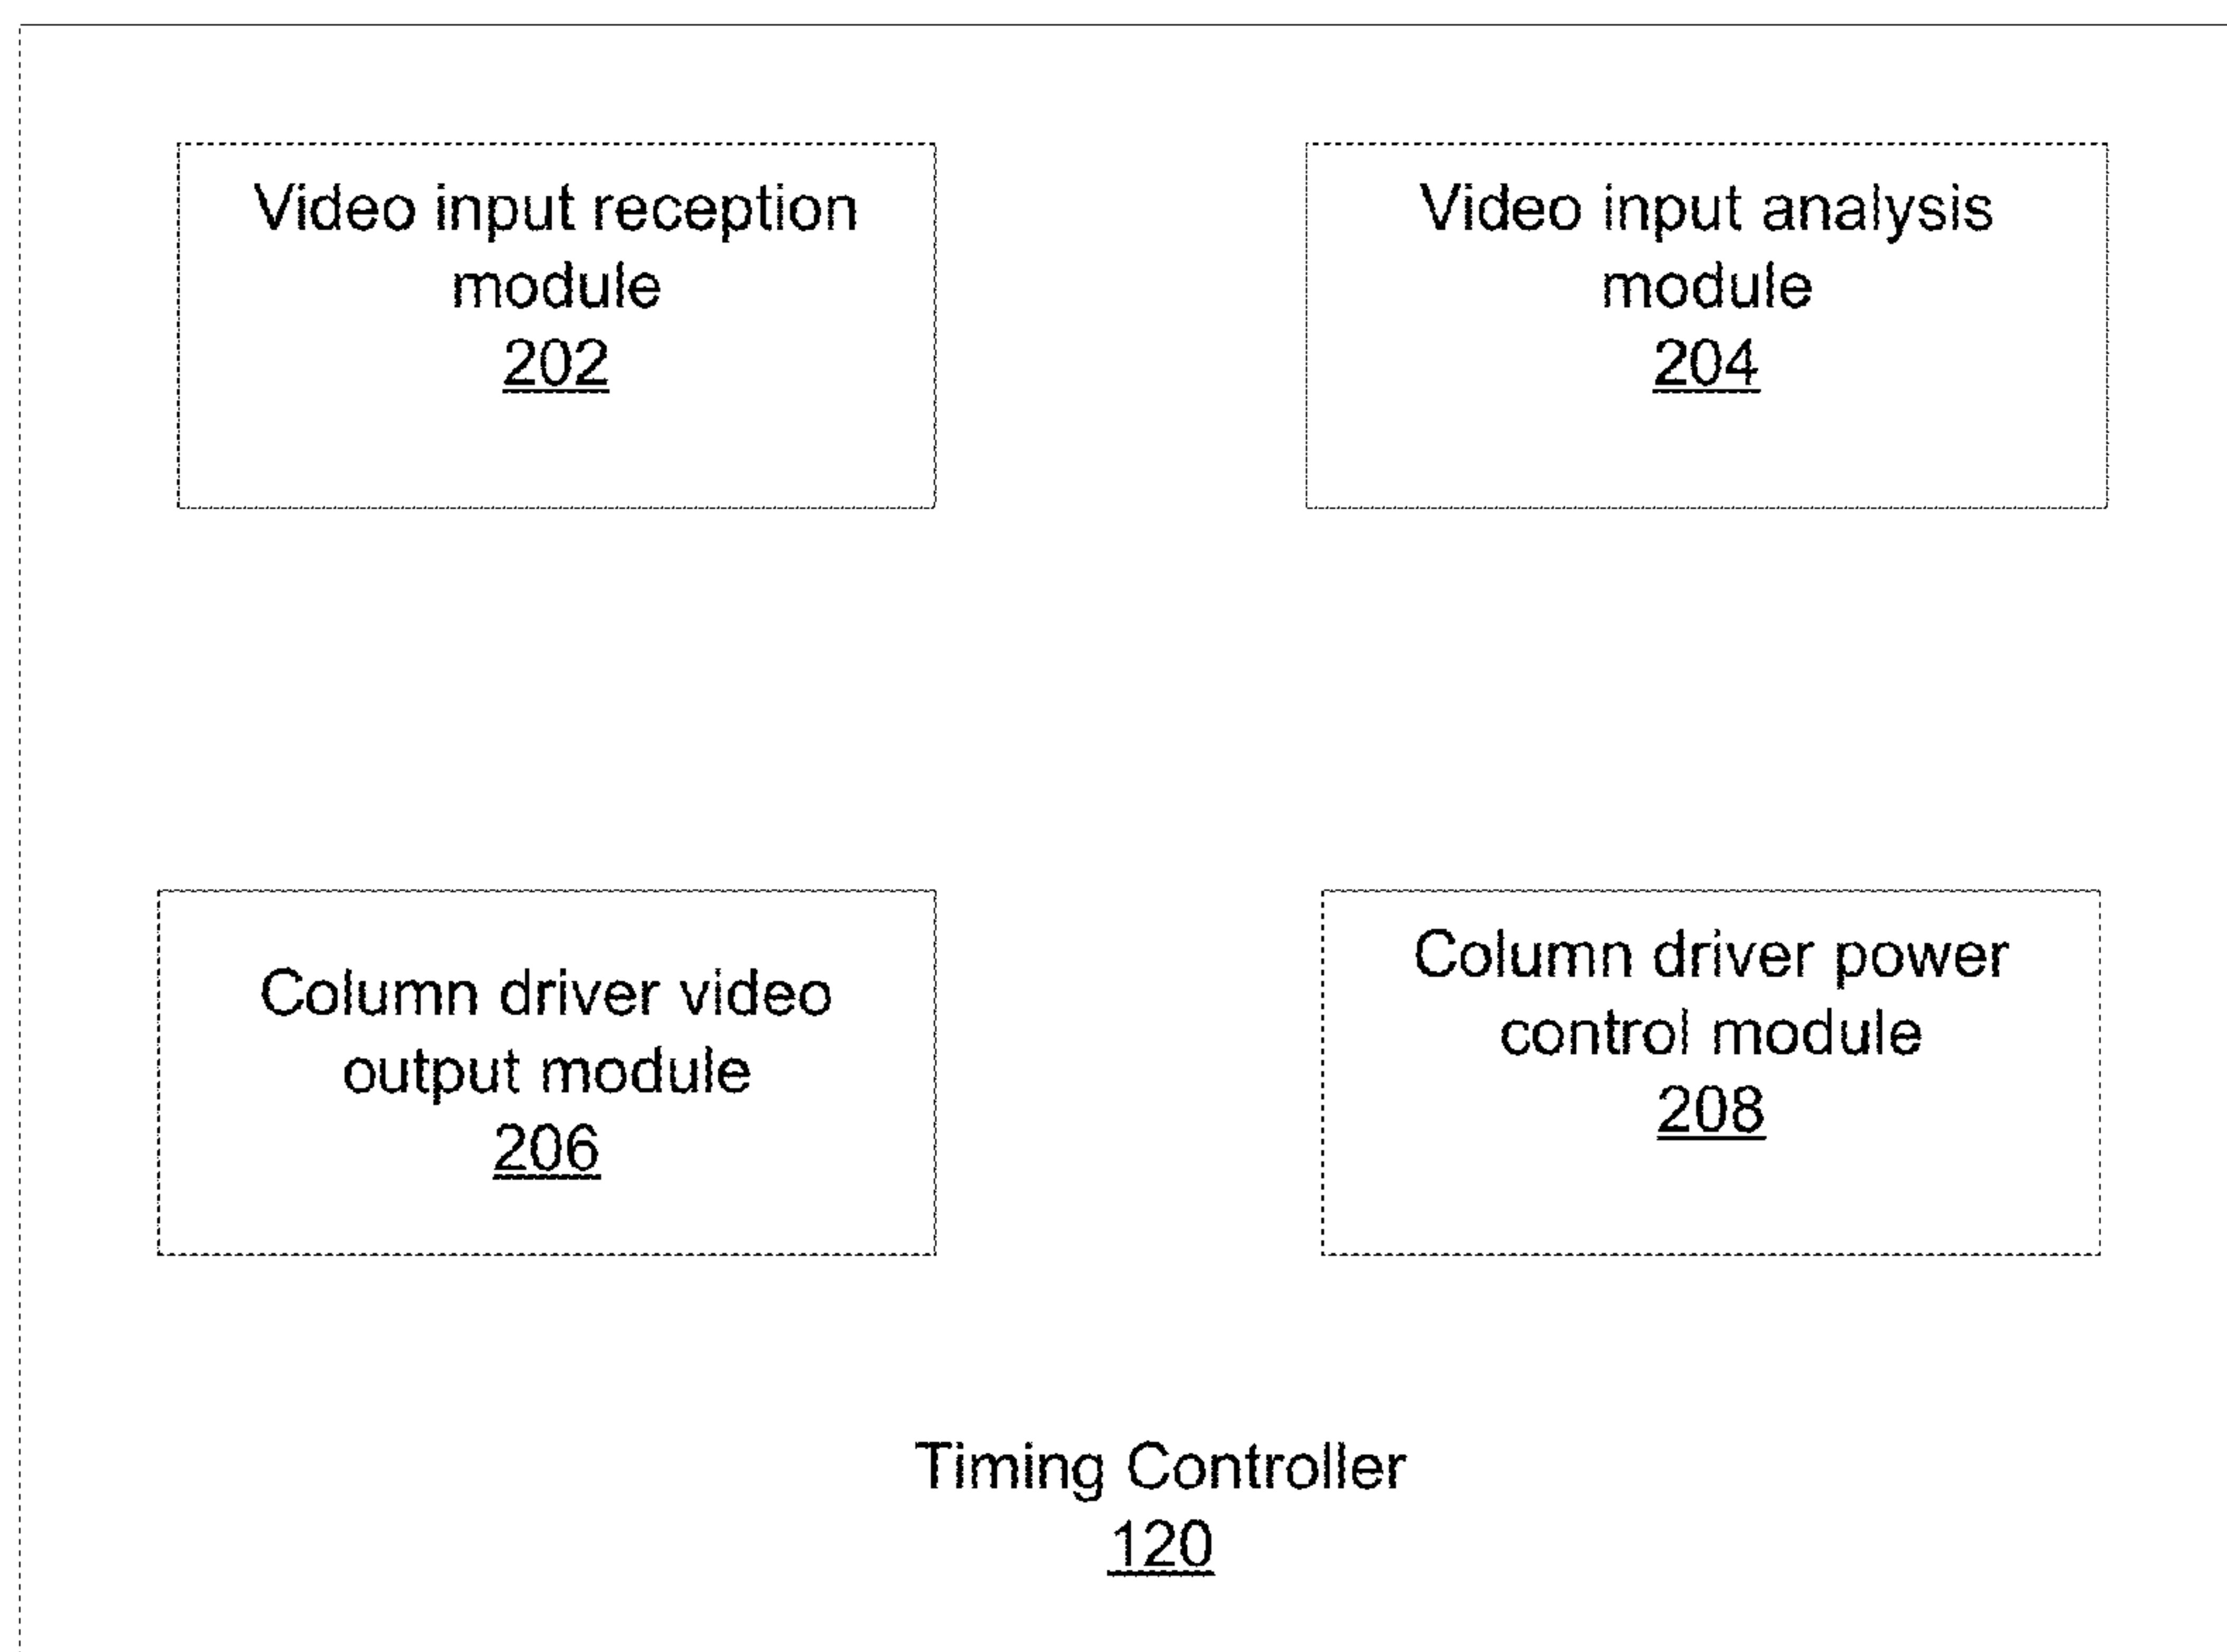 Video input reception
module
202
Video input analysis
module
204
Column driver video
output module
206
Column driver power
control module
208
Timing Controller
120